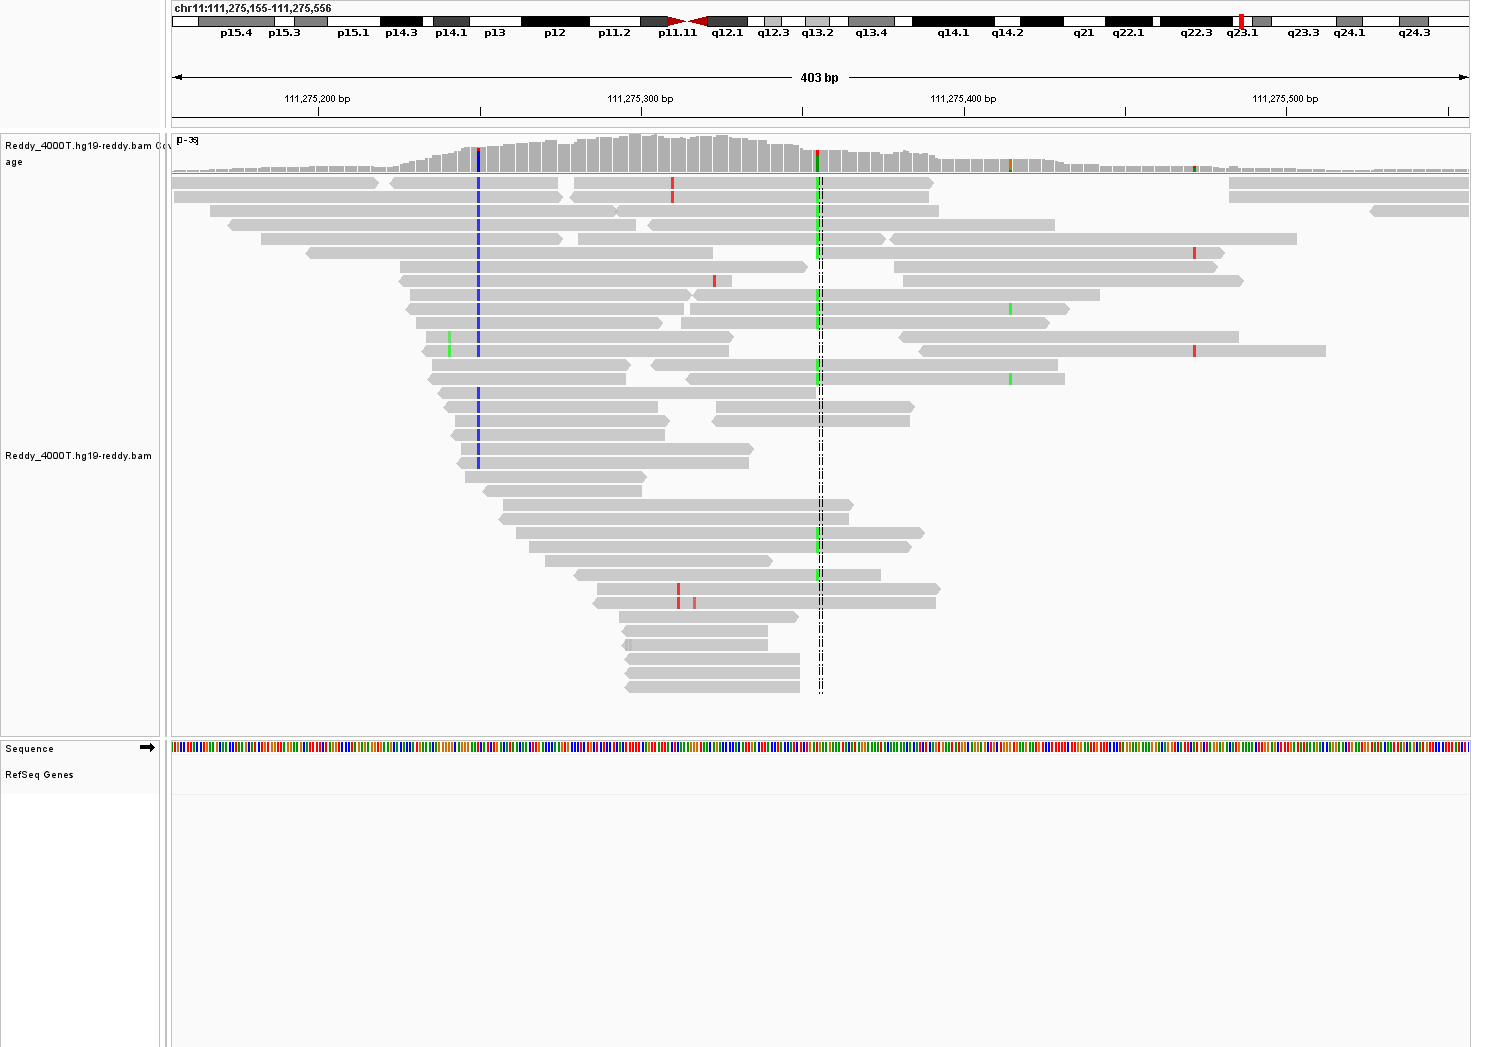 chr11:111,275,155-111,275,556
p15.4 p15.3 p15.1 p14.3 p14.1 p13 p12 p11.2 p11.11 q12.1 q12.3 q13.2 q13.4 q14.1 q14.2 q21 q22.1 q22.3 q23.1 q23.3 q24.1 q24.3
403 bp
111,275,200 bp 111,275,300 bp 111,275,400 bp 111,275,500 bp
Reddy_4000T.hg19-reddy.bam Cov
age
Reddy_4000T.hg19-reddy.bam
Sequence
RefSeq Genes